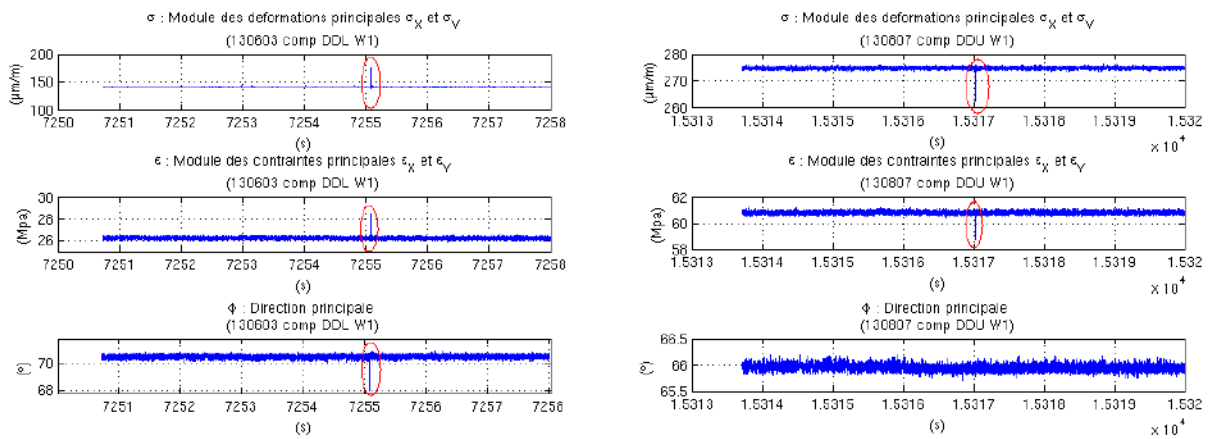 σ : Module des deformations principales σX et σY
(130603 comp DDL W1)
200
150
100
(µm/m)
7250 7251 7252 7253 7254 7255 7256 7257 7258
(s)
ε : Module des contraintes principales εX et εY
(130603 comp DDL W1)
30
28
26
(Mpa)
7250 7251 7252 7253 7254 7255 7256 7257 7258
(s)
ϕ : Direction principale
(130603 comp DDL W1)
70
68
(°)
7251 7252 7253 7254 7255 7256 7257 7258
(s)
σ : Module des deformations principales σX et σY
(130807 comp DDU W1)
280
270
260
(µm/m)
1.5313 1.5314 1.5315 1.5316 1.5317 1.5318 1.5319 1.532
(s)
x 10^4
ε : Module des contraintes principales εX et εY
(130807 comp DDU W1)
62
60
58
(Mpa)
1.5313 1.5314 1.5315 1.5316 1.5317 1.5318 1.5319 1.532
(s)
x 10^4
ϕ : Direction principale
(130807 comp DDU W1)
66.5
66
65.5
(°)
1.5313 1.5314 1.5315 1.5316 1.5317 1.5318 1.5319 1.532
(s)
x 10^4